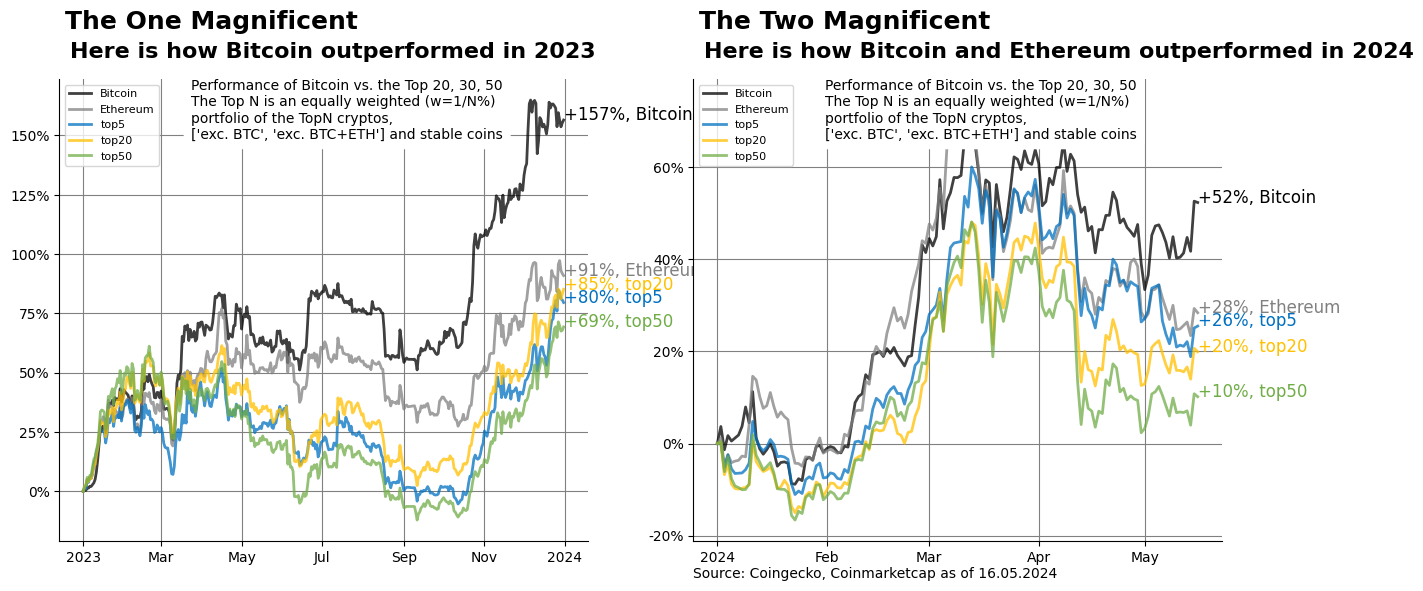 The One Magnificent
Here is how Bitcoin outperformed in 2023
Performance of Bitcoin vs. the Top 20, 30, 50
The Top N is an equally weighted (w=1/N%)
portfolio of the TopN cryptos,
['exc. BTC', 'exc. BTC+ETH'] and stable coins
Bitcoin
Ethereum
top5
top20
top50
150%
125%
100%
75%
50%
25%
0%
+157%, Bitcoin
+91%, Ethereum
+85%, top20
+80%, top5
+69%, top50
2023
Mar
May
Jul
Sep
Nov
2024
The Two Magnificent
Here is how Bitcoin and Ethereum outperformed in 2024
Performance of Bitcoin vs. the Top 20, 30, 50
The Top N is an equally weighted (w=1/N%)
portfolio of the TopN cryptos,
['exc. BTC', 'exc. BTC+ETH'] and stable coins
Bitcoin
Ethereum
top5
top20
top50
60%
40%
20%
0%
-20%
+52%, Bitcoin
+28%, Ethereum
+26%, top5
+20%, top20
+10%, top50
2024
Feb
Mar
Apr
May
Source: Coingecko, Coinmarketcap as of 16.05.2024